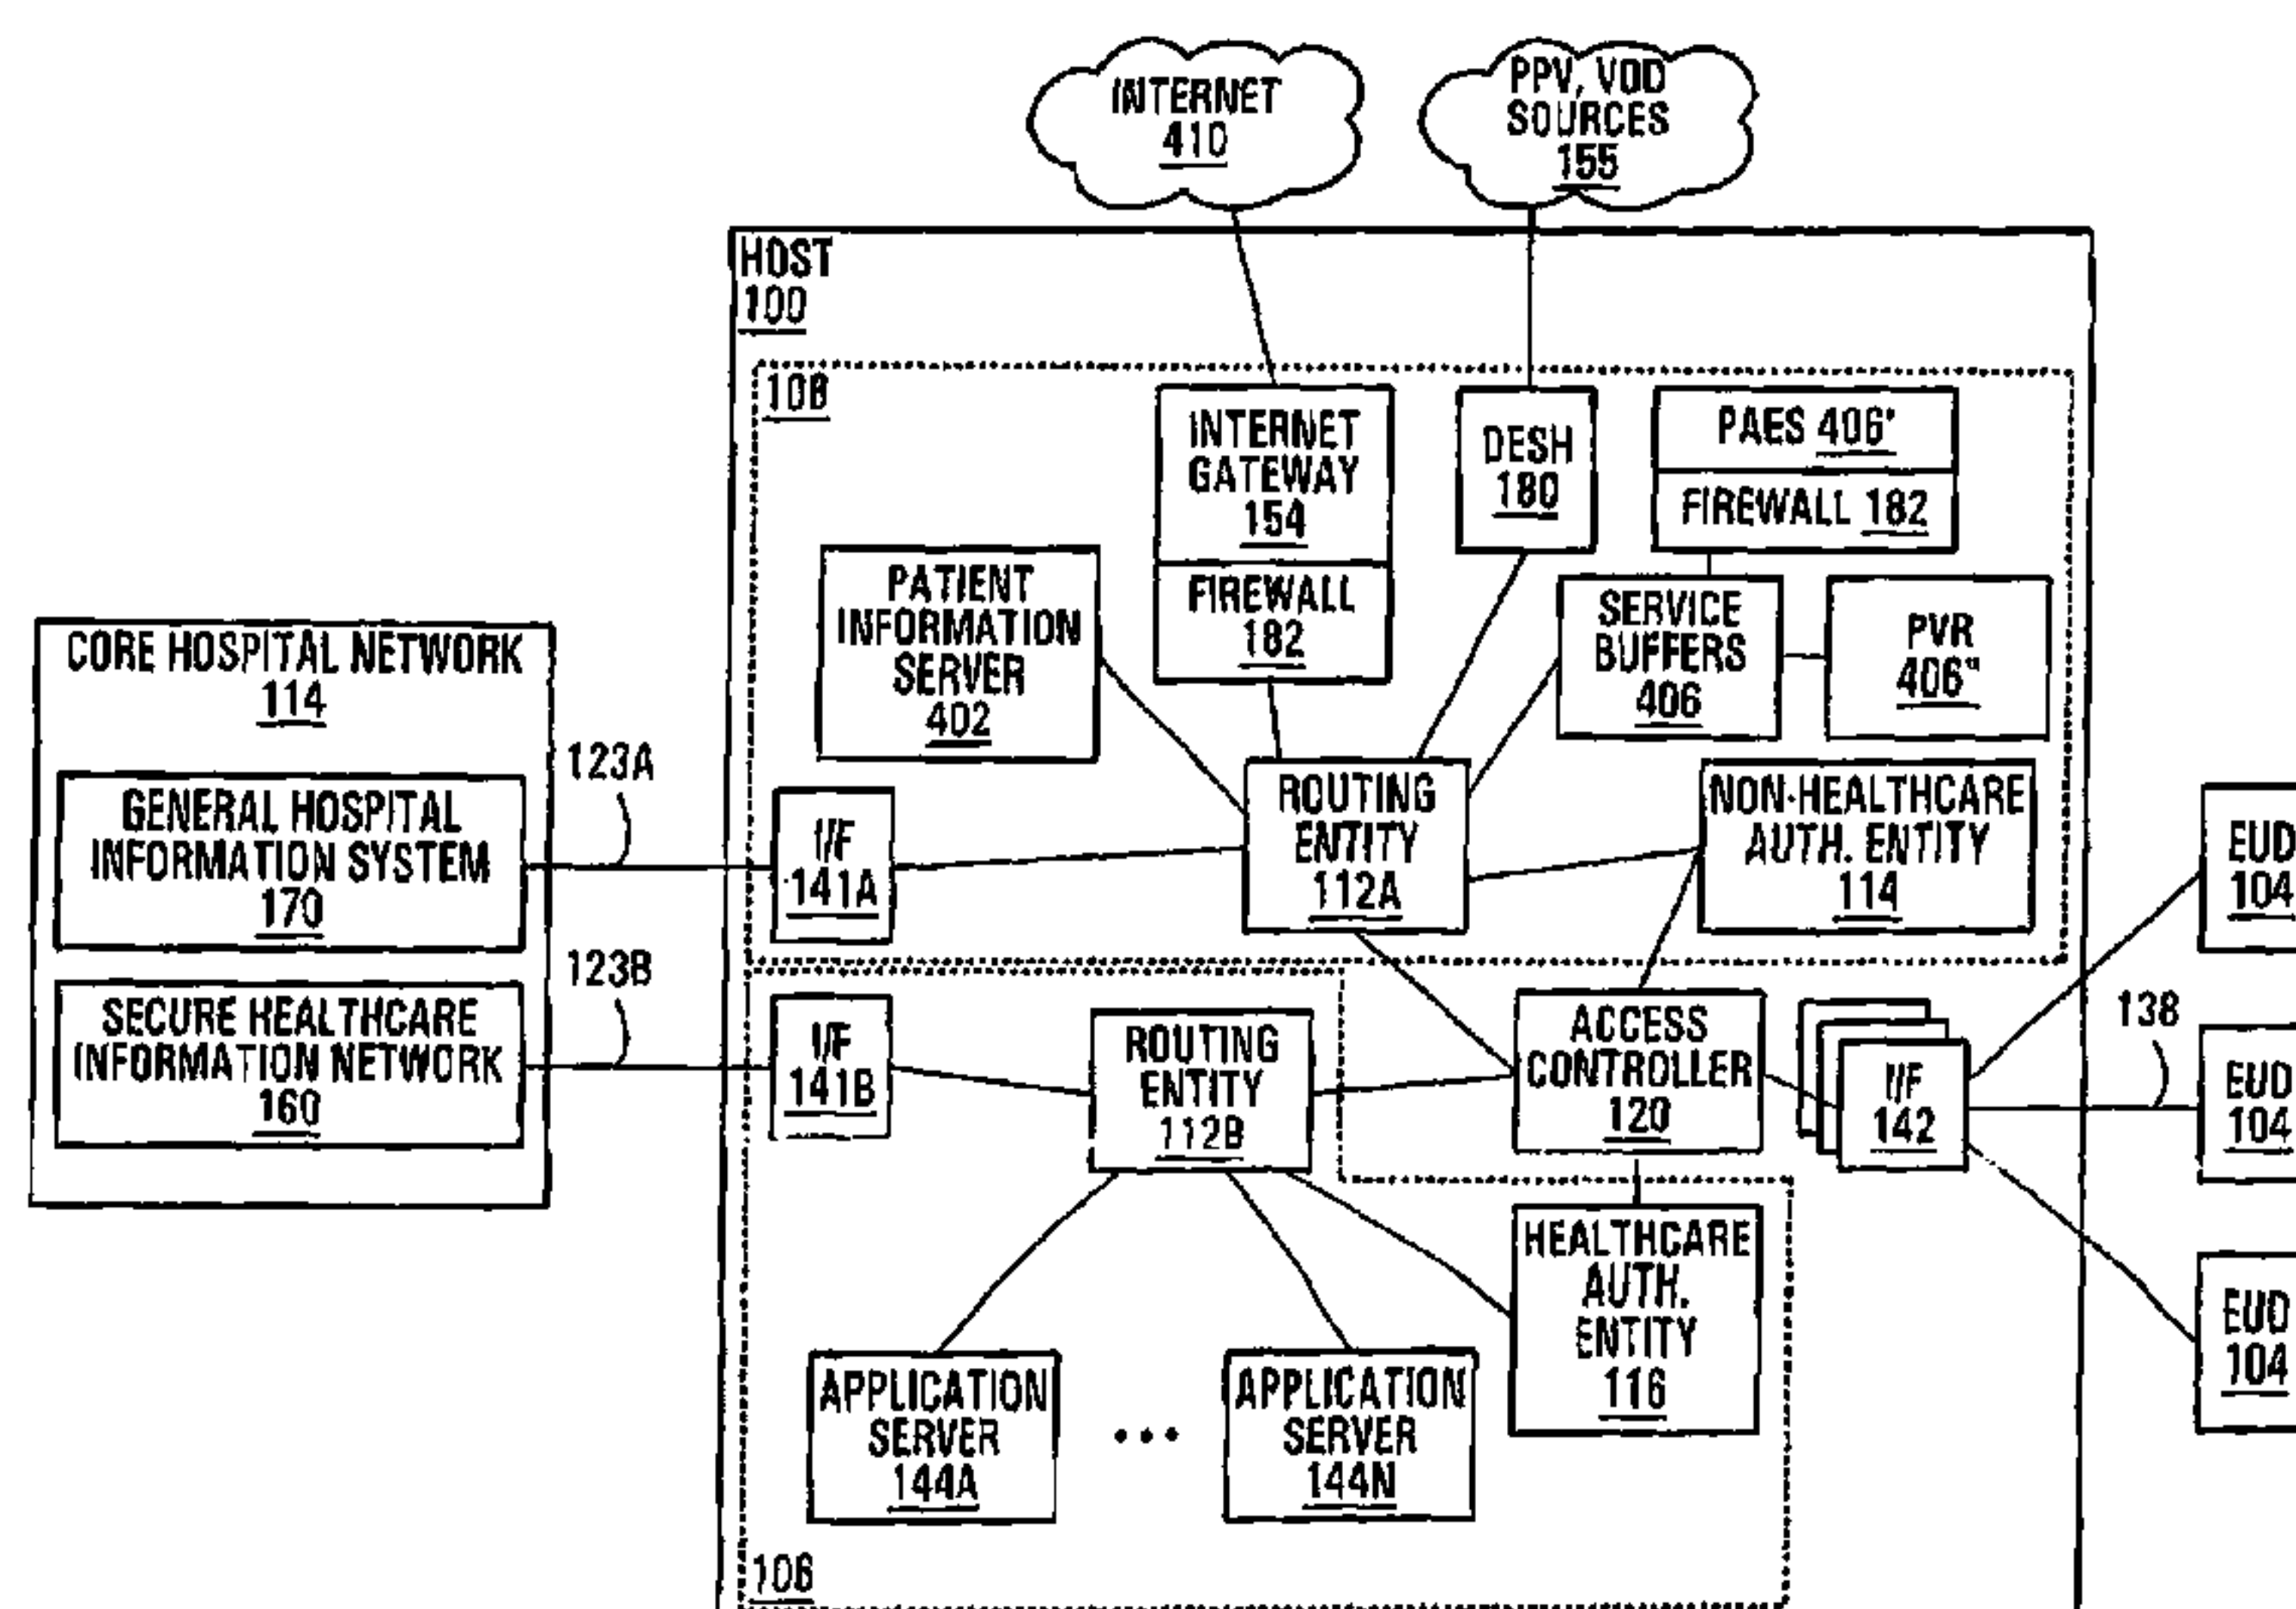 INTERNET
410
PPV, VOD
SOURCES
155
HOST
100
108
INTERNET
GATEWAY
154
FIREWALL
182
DESH
180
PAES 406'
FIREWALL 182
PATIENT
INFORMATION
SERVER
402
SERVICE
BUFFERS
406
PVR
406"
CORE HOSPITAL NETWORK
114
GENERAL HOSPITAL
INFORMATION SYSTEM
170
SECURE HEALTHCARE
INFORMATION NETWORK
160
123A
123B
I/F
141A
ROUTING
ENTITY
112A
NON-HEALTHCARE
AUTH. ENTITY
114
I/F
141B
ROUTING
ENTITY
112B
ACCESS
CONTROLLER
120
I/F
142
138
EUD
104
EUD
104
EUD
104
HEALTHCARE
AUTH.
ENTITY
116
APPLICATION
SERVER
144A
• • •
APPLICATION
SERVER
144N
106